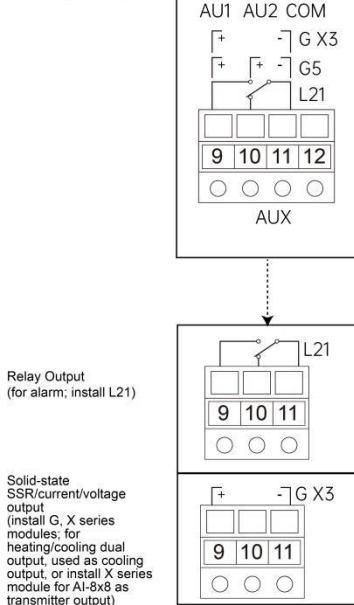 AU1 AU2 COM
+ - G X3
+ + - G5
L21
9 10 11 12
AUX
L21
Relay Output
(for alarm; install L21)
9 10 11
Solid-state
SSR/current/voltage
output
(install G, X series
modules; for
heating/cooling dual
output, used as cooling
output, or install X series
module for AI-8x8 as
transmitter output)
+ - G X3
9 10 11